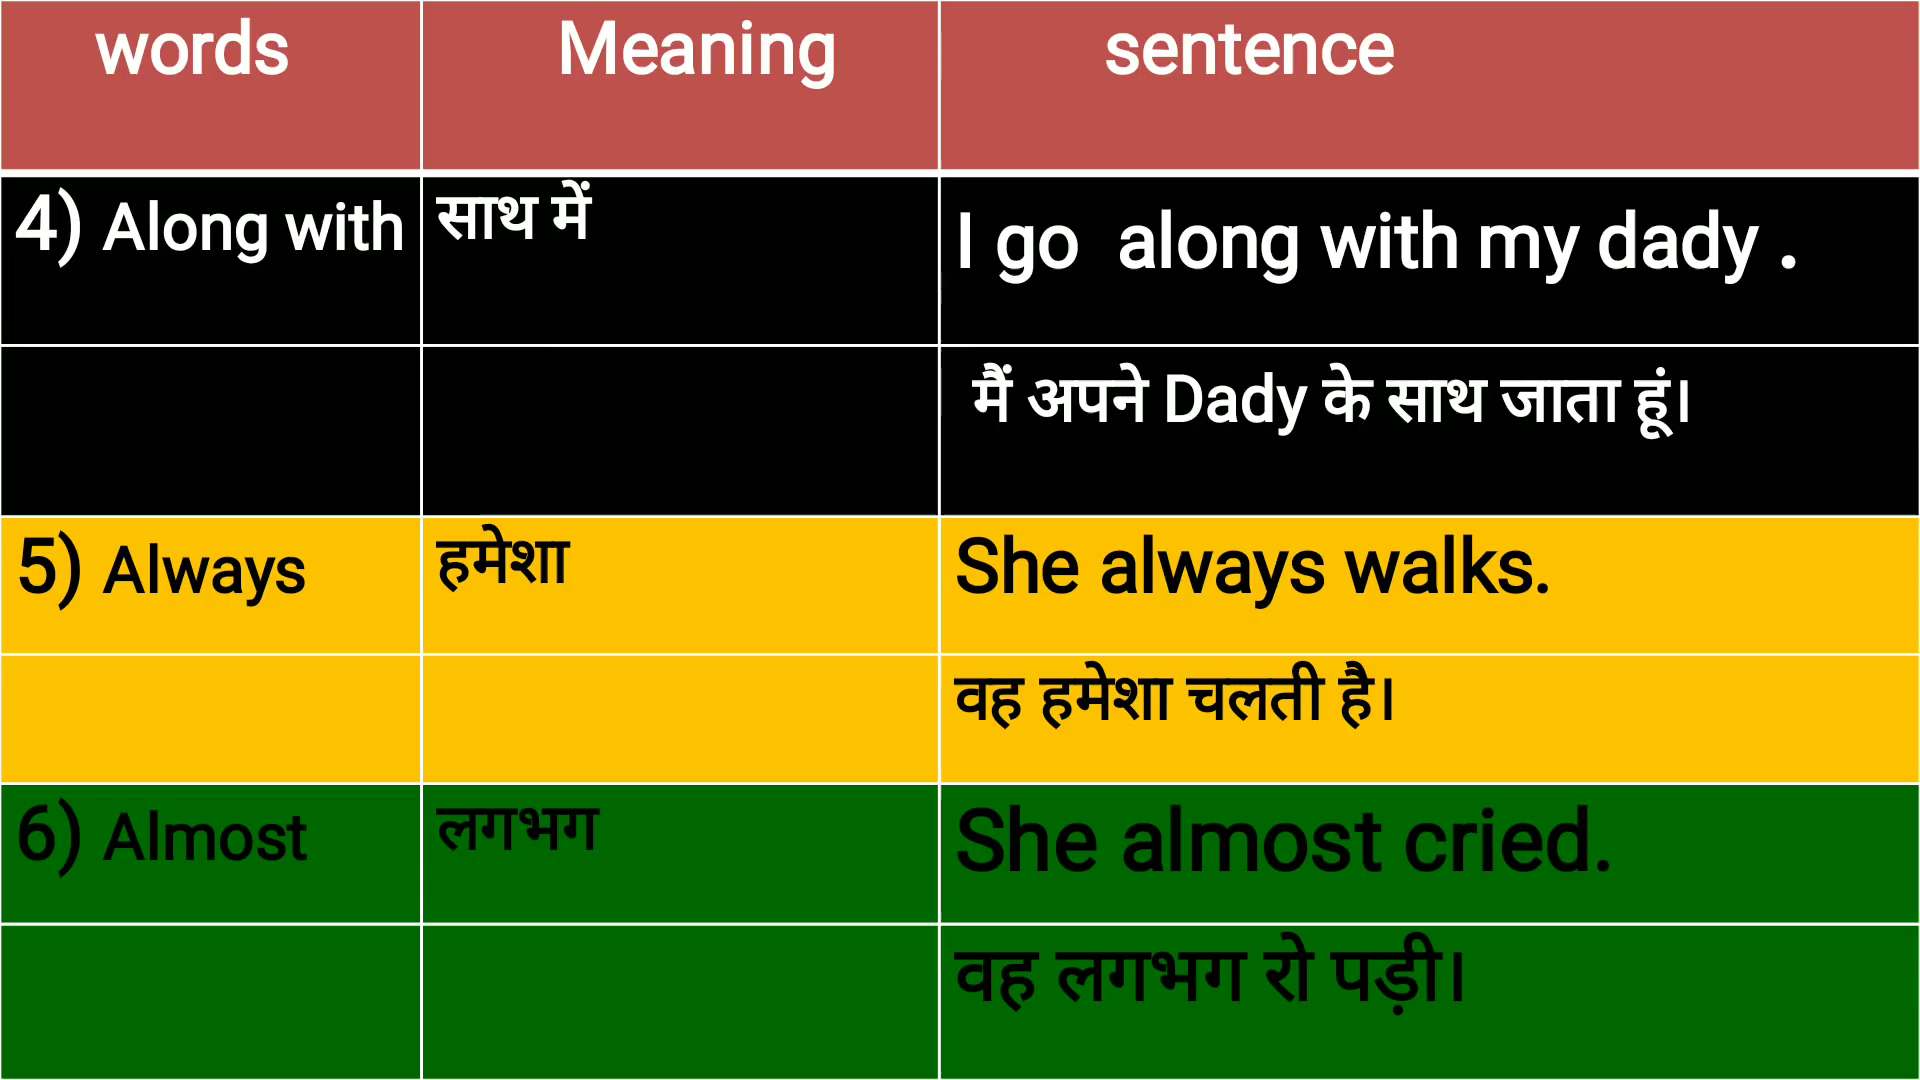 words Meaning sentence
4) Along with साथ में I go along with my dady .
मैं अपने Dady के साथ जाता हूं।
5) Always हमेशा She always walks.
वह हमेशा चलती है।
6) Almost लगभग She almost cried.
वह लगभग रो पड़ी।